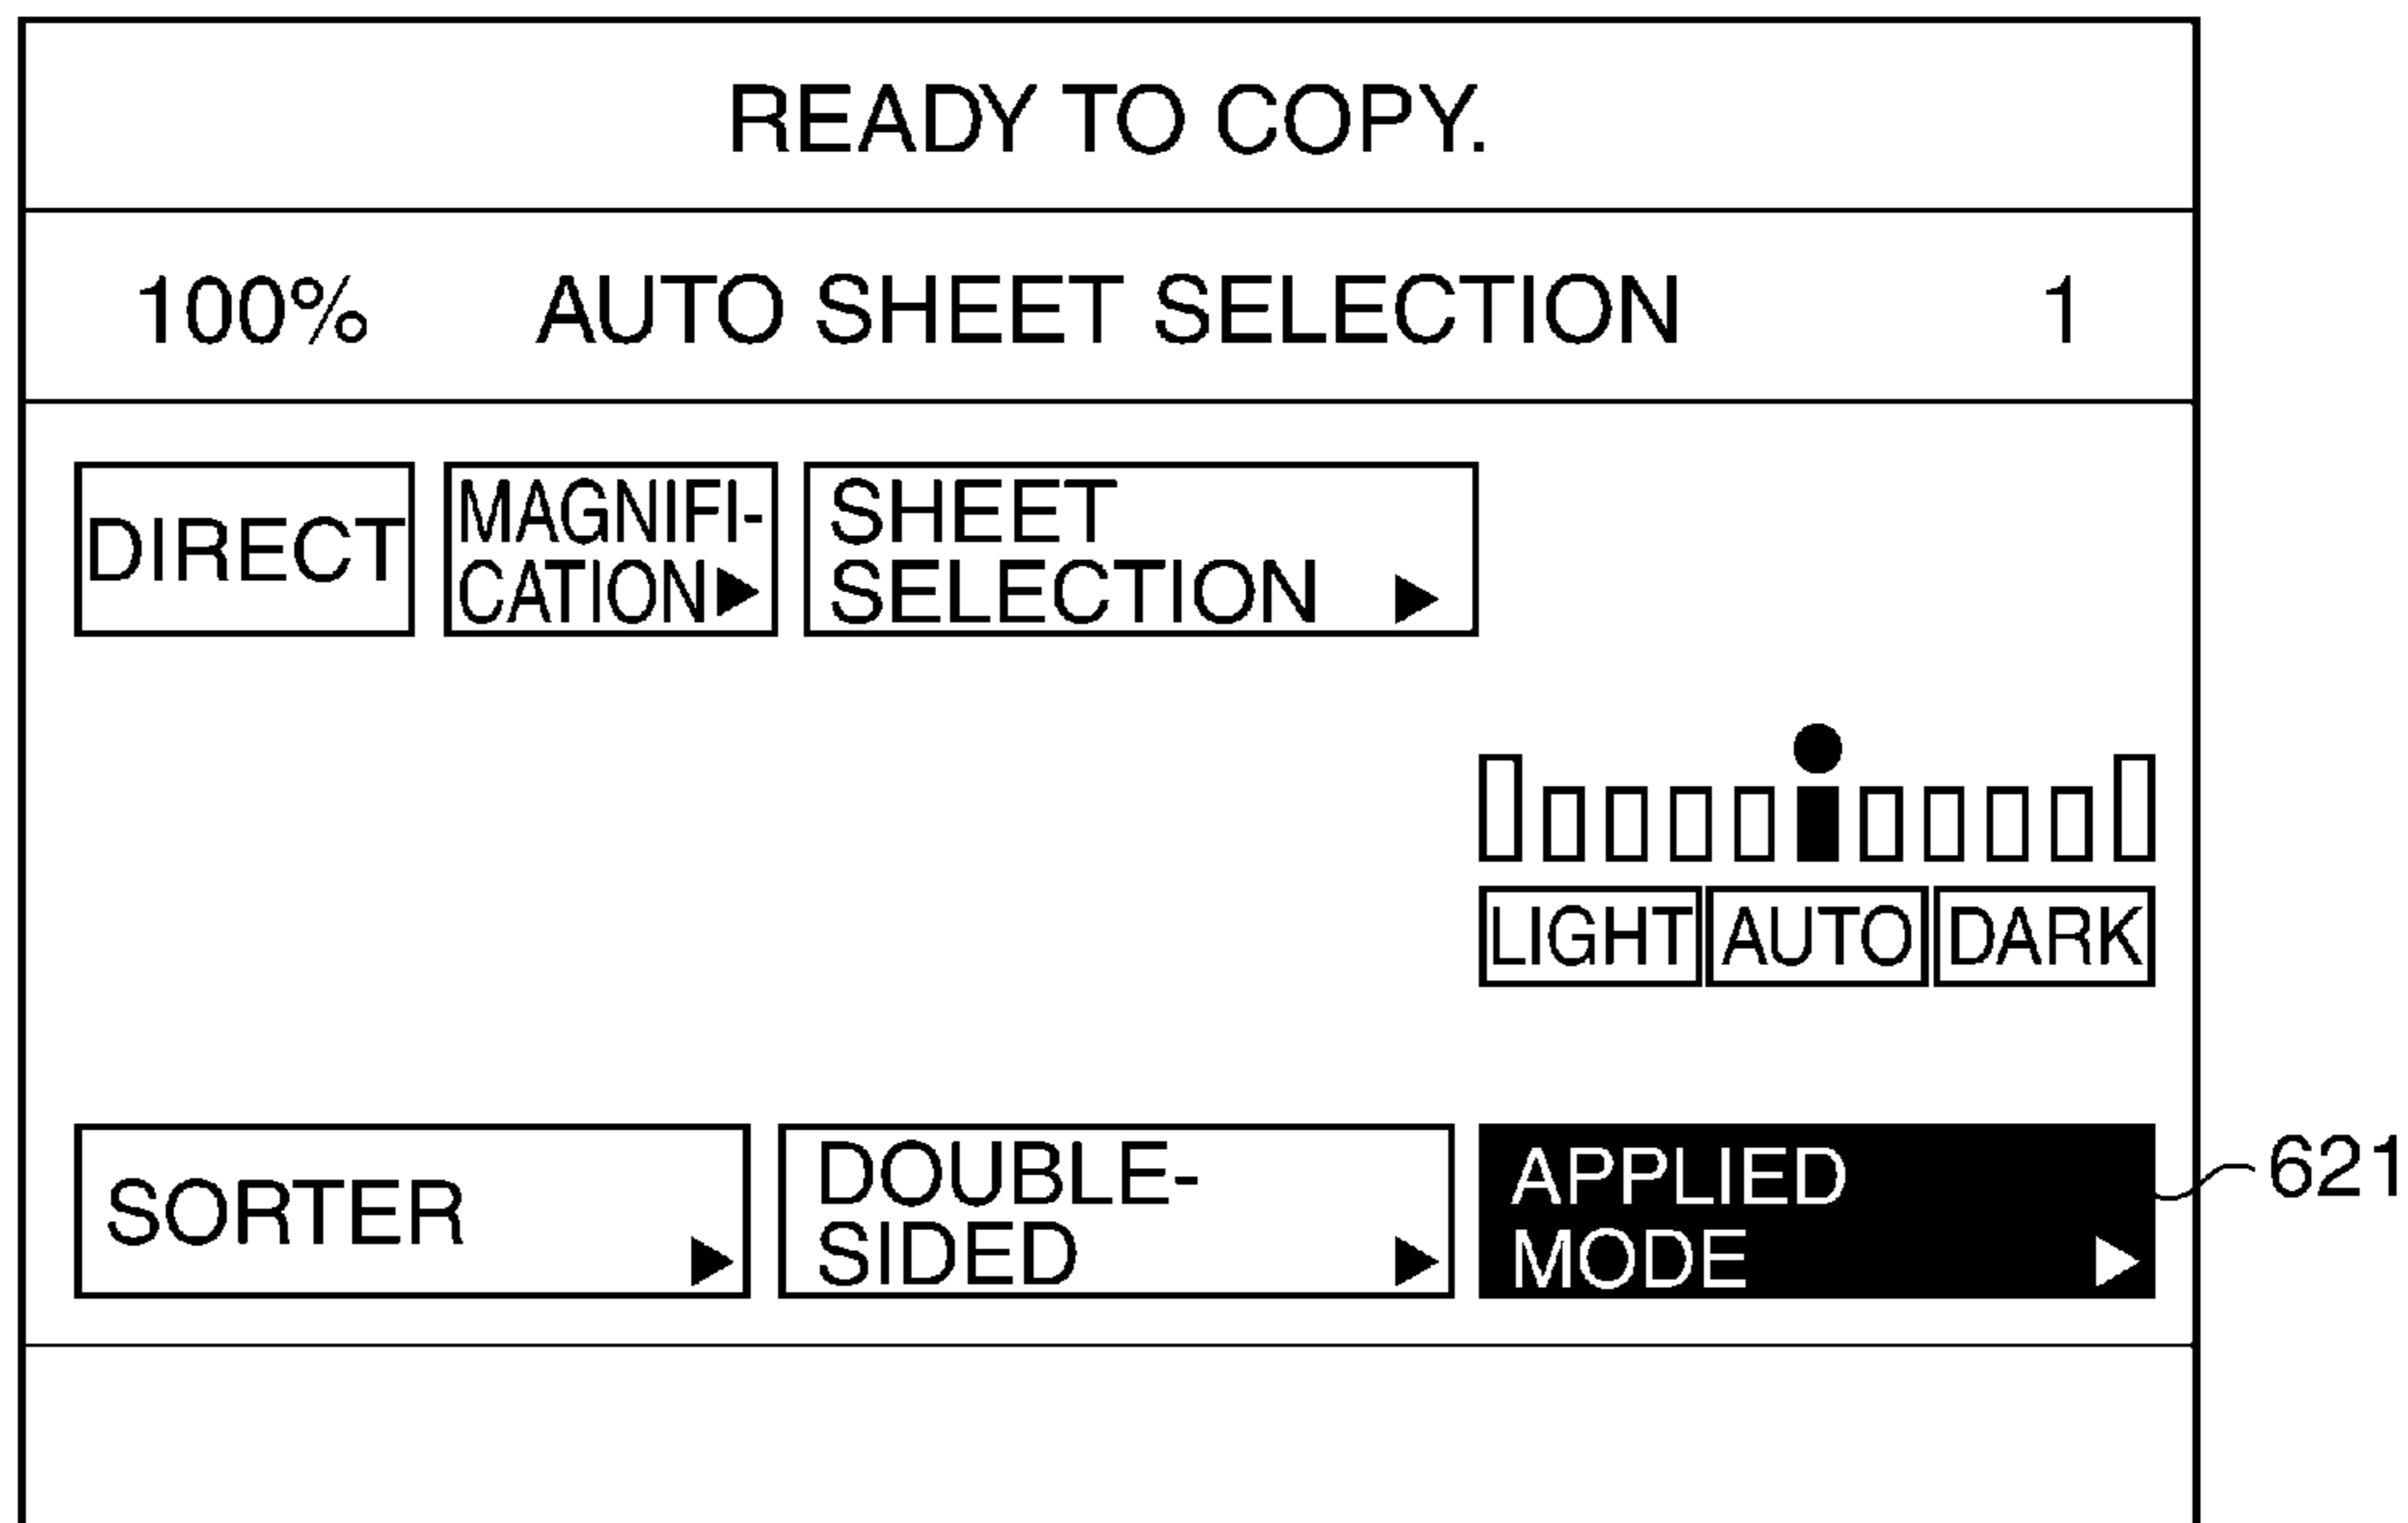 READY TO COPY.
100% AUTO SHEET SELECTION 1
DIRECT
MAGNIFI-
CATION▶
SHEET
SELECTION ▶
LIGHT AUTO DARK
SORTER ▶
DOUBLE-
SIDED ▶
APPLIED
MODE ▷
621